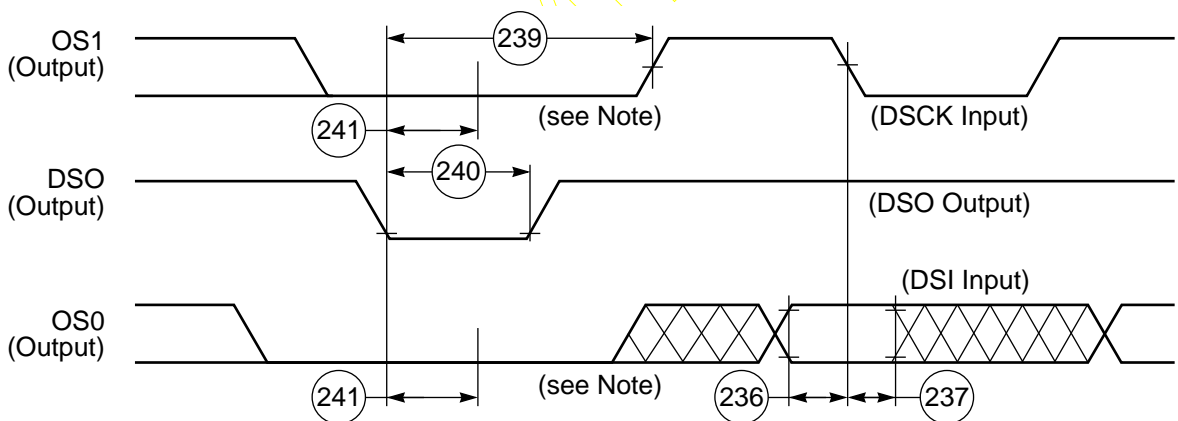 OS1
(Output)
239
241
(see Note)
(DSCK Input)
DSO
(Output)
240
(DSO Output)
OS0
(Output)
(DSI Input)
241
(see Note)
236
237